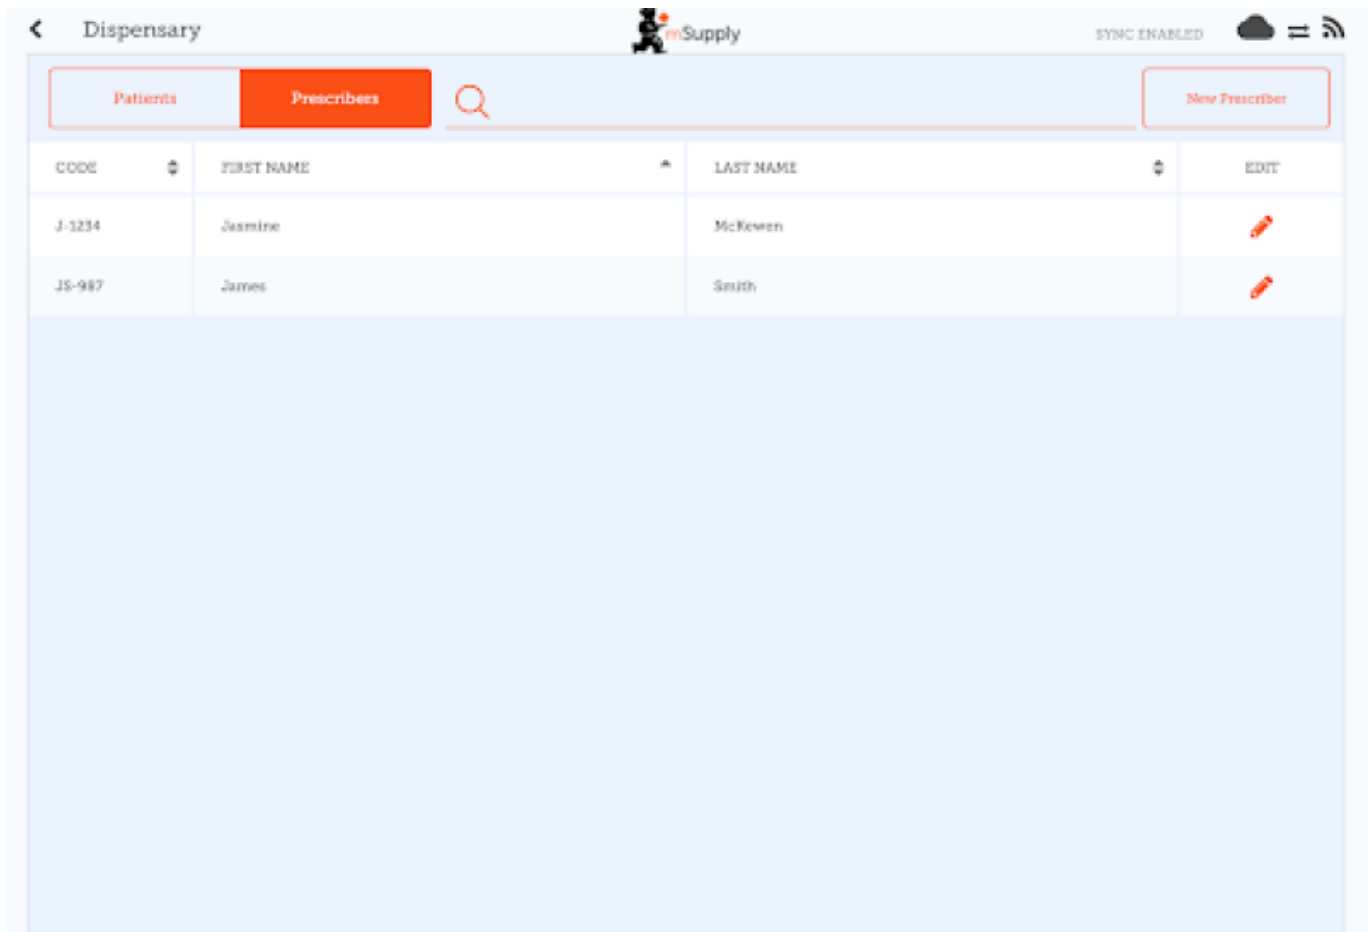 Dispensary
mSupply
SYNC ENABLED
Patients
Prescribers
New Prescriber
CODE FIRST NAME LAST NAME EDIT
J-1234 Jasmine McKewen
JS-987 James Smith